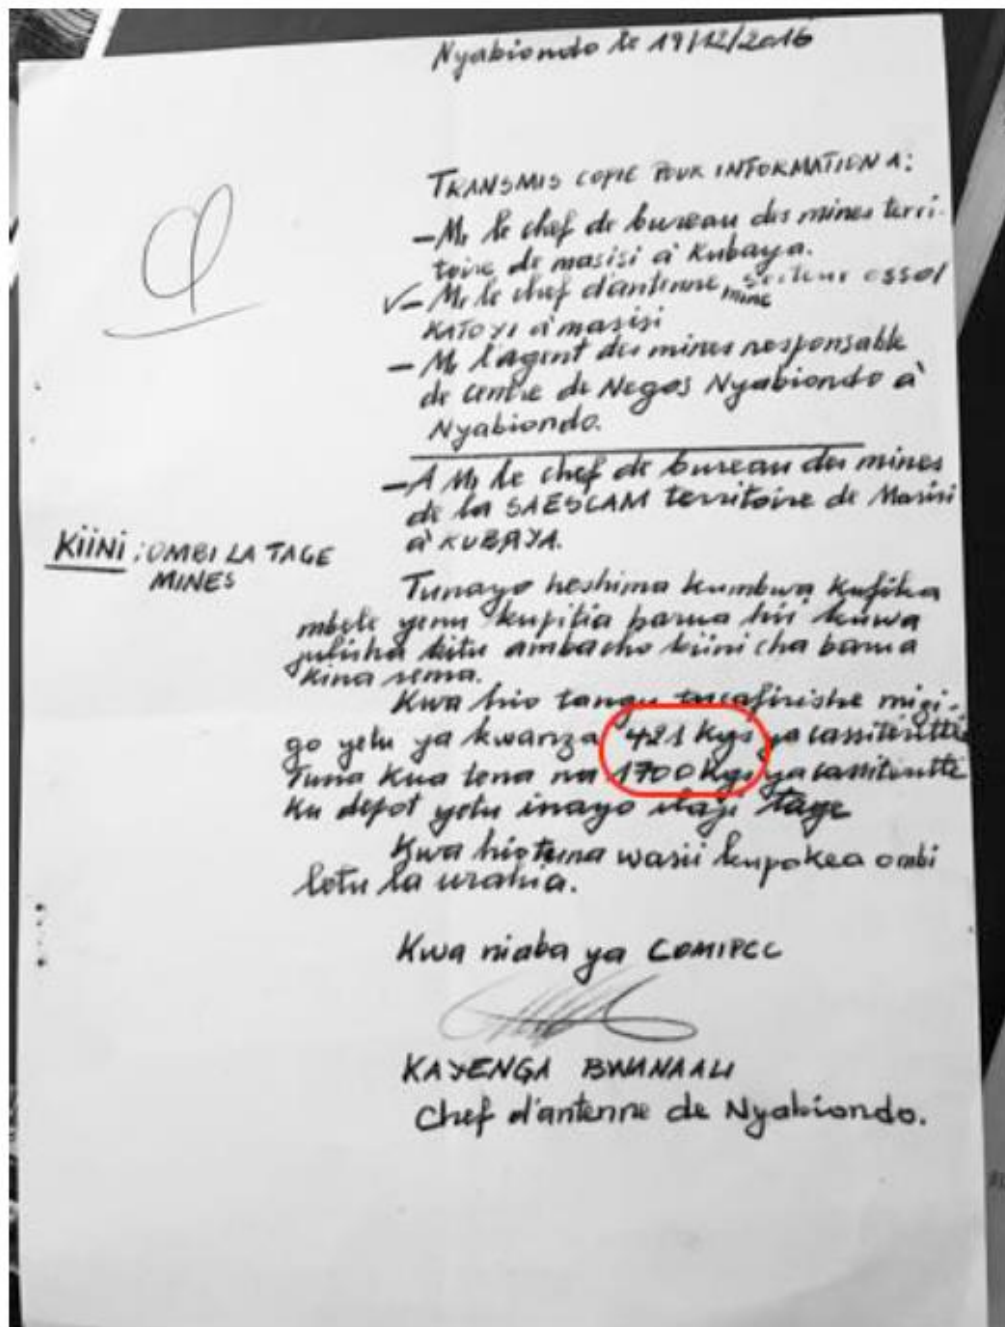 Nyabiondo le 19/12/2016
TRANSMIS COPIE POUR INFORMATION A:
- Mr le chef de bureau des mines terri-
toire de masisi à Kubaya.
✓- Mr le chef d'antenne mine secteur ossol
KATOYI à masisi
- Mr l'agent des mines responsable
de centre de Negos Nyabiondo à
Nyabiondo.
- A Mr le chef de bureau des mines
de la SAESCAM territoire de Masisi
à KUBAYA.
KiiNi : OMBI LA TAGE
MINES
Tunayo heshima kumbwa kufika
mbele yenu kupitia barua hii kuwa
julisha kitu ambacho kiini cha barua
kina sema.
Kwa hio tangu tusafirishe mizi-
go yetu ya kwanza 421 Kgs ya cassiteritte
Tuna kua tena na 1700 Kgs ya cassiteritte
ku depot yetu inayo itaji tage
Kwa hio tuna wasii kupokea ombi
letu la
Kwa niaba ya COMIPCC
KAYENGA BWANAALI
Chef d'antenne de Nyabiondo.